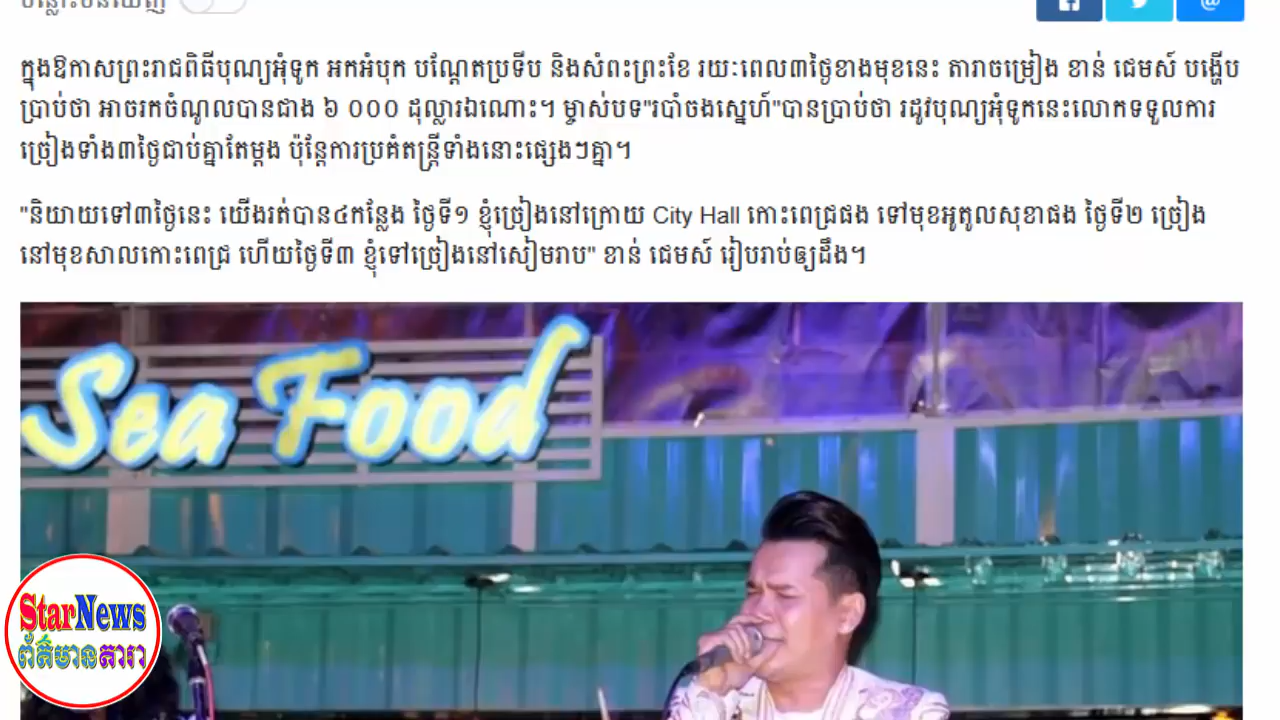 ក្នុងឱកាសព្រះរាជពិធីបុណ្យអុំទូក អកអំបុក បណ្តែតប្រទីប និងសំពះព្រះខែ រយៈពេល៣ថ្ងៃខាងមុខនេះ តារាចម្រៀង ខាន់ ជេមស៍ បង្ហើប
ប្រាប់ថា អាចរកចំណូលបានជាង ៦ ០០០ ដុល្លារឯណោះ។ ម្ចាស់បទ"របាំចងស្នេហ៍"បានប្រាប់ថា រដូវបុណ្យអុំទូកនេះលោកទទួលការ
ច្រៀងទាំង៣ថ្ងៃជាប់គ្នាតែម្តង ប៉ុន្តែការប្រគំតន្ត្រីទាំងនោះផ្សេងៗគ្នា។
"និយាយទៅ៣ថ្ងៃនេះ យើងរត់បាន៤កន្លែង ថ្ងៃទី១ ខ្ញុំច្រៀងនៅក្រោយ City Hall កោះពេជ្រផង ទៅមុខអូតូលសុខាផង ថ្ងៃទី២ ច្រៀង
នៅមុខសាលកោះពេជ្រ ហើយថ្ងៃទី៣ ខ្ញុំទៅច្រៀងនៅសៀមរាប" ខាន់ ជេមស៍ រៀបរាប់ឲ្យដឹង។
Sea Food
StarNews
ព័ត៌មានតារា